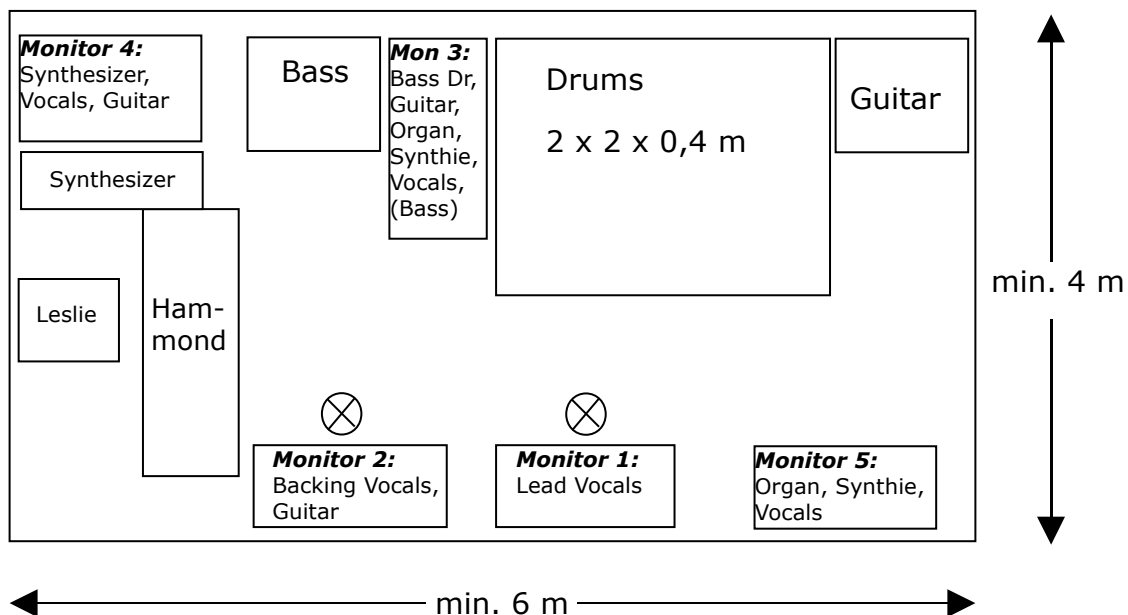 Monitor 4:
Synthesizer,
Vocals, Guitar
Bass
Mon 3:
Bass Dr,
Guitar,
Organ,
Synthie,
Vocals,
(Bass)
Drums
2 x 2 x 0,4 m
Guitar
Synthesizer
Leslie
Ham-
mond
min. 4 m
Monitor 2:
Backing Vocals,
Guitar
Monitor 1:
Lead Vocals
Monitor 5:
Organ, Synthie,
Vocals
min. 6 m